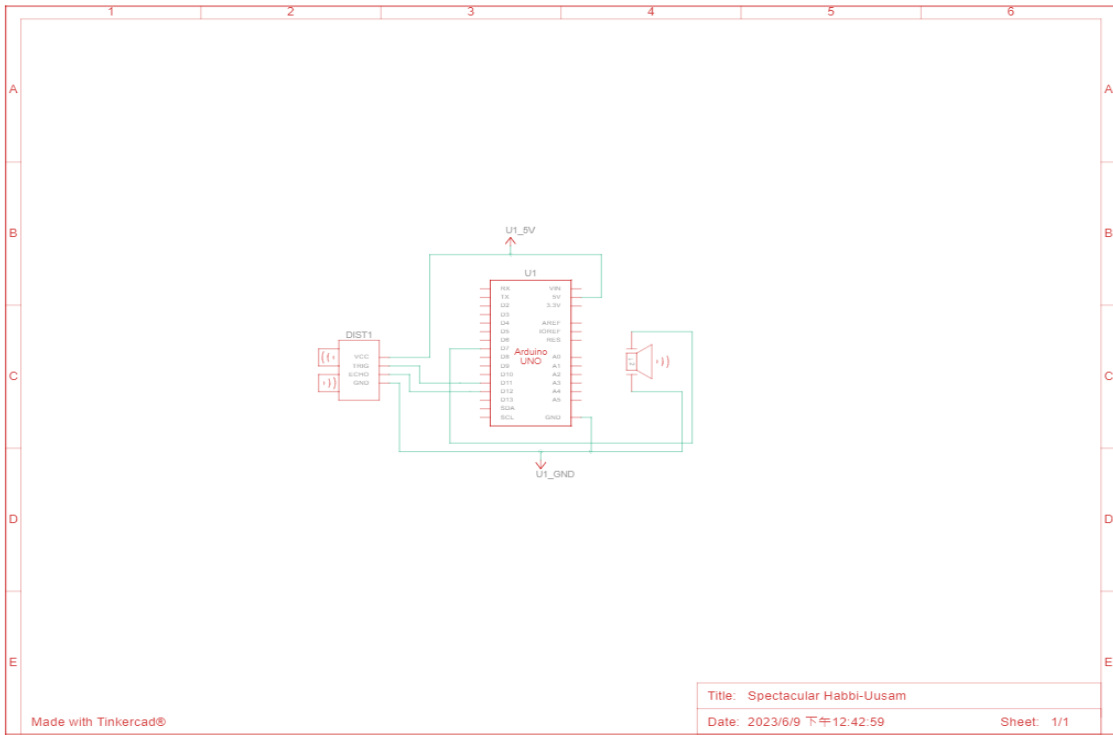 1 2 3 4 5 6
A A
B B
C C
D D
E E
U1_5V
U1
RX VIN
TX 5V
D2 3.3V
D3
D4 AREF
D5 IOREF
D6 RES
D7
D8 A0
D9 A1
D10 A2
D11 A3
D12 A4
D13 A5
SDA
SCL GND
Arduino
UNO
DIST1
VCC
TRIG
ECHO
GND
U1_GND
Title: Spectacular Habbi-Uusam
Date: 2023/6/9 下午12:42:59 Sheet: 1/1
Made with Tinkercad®